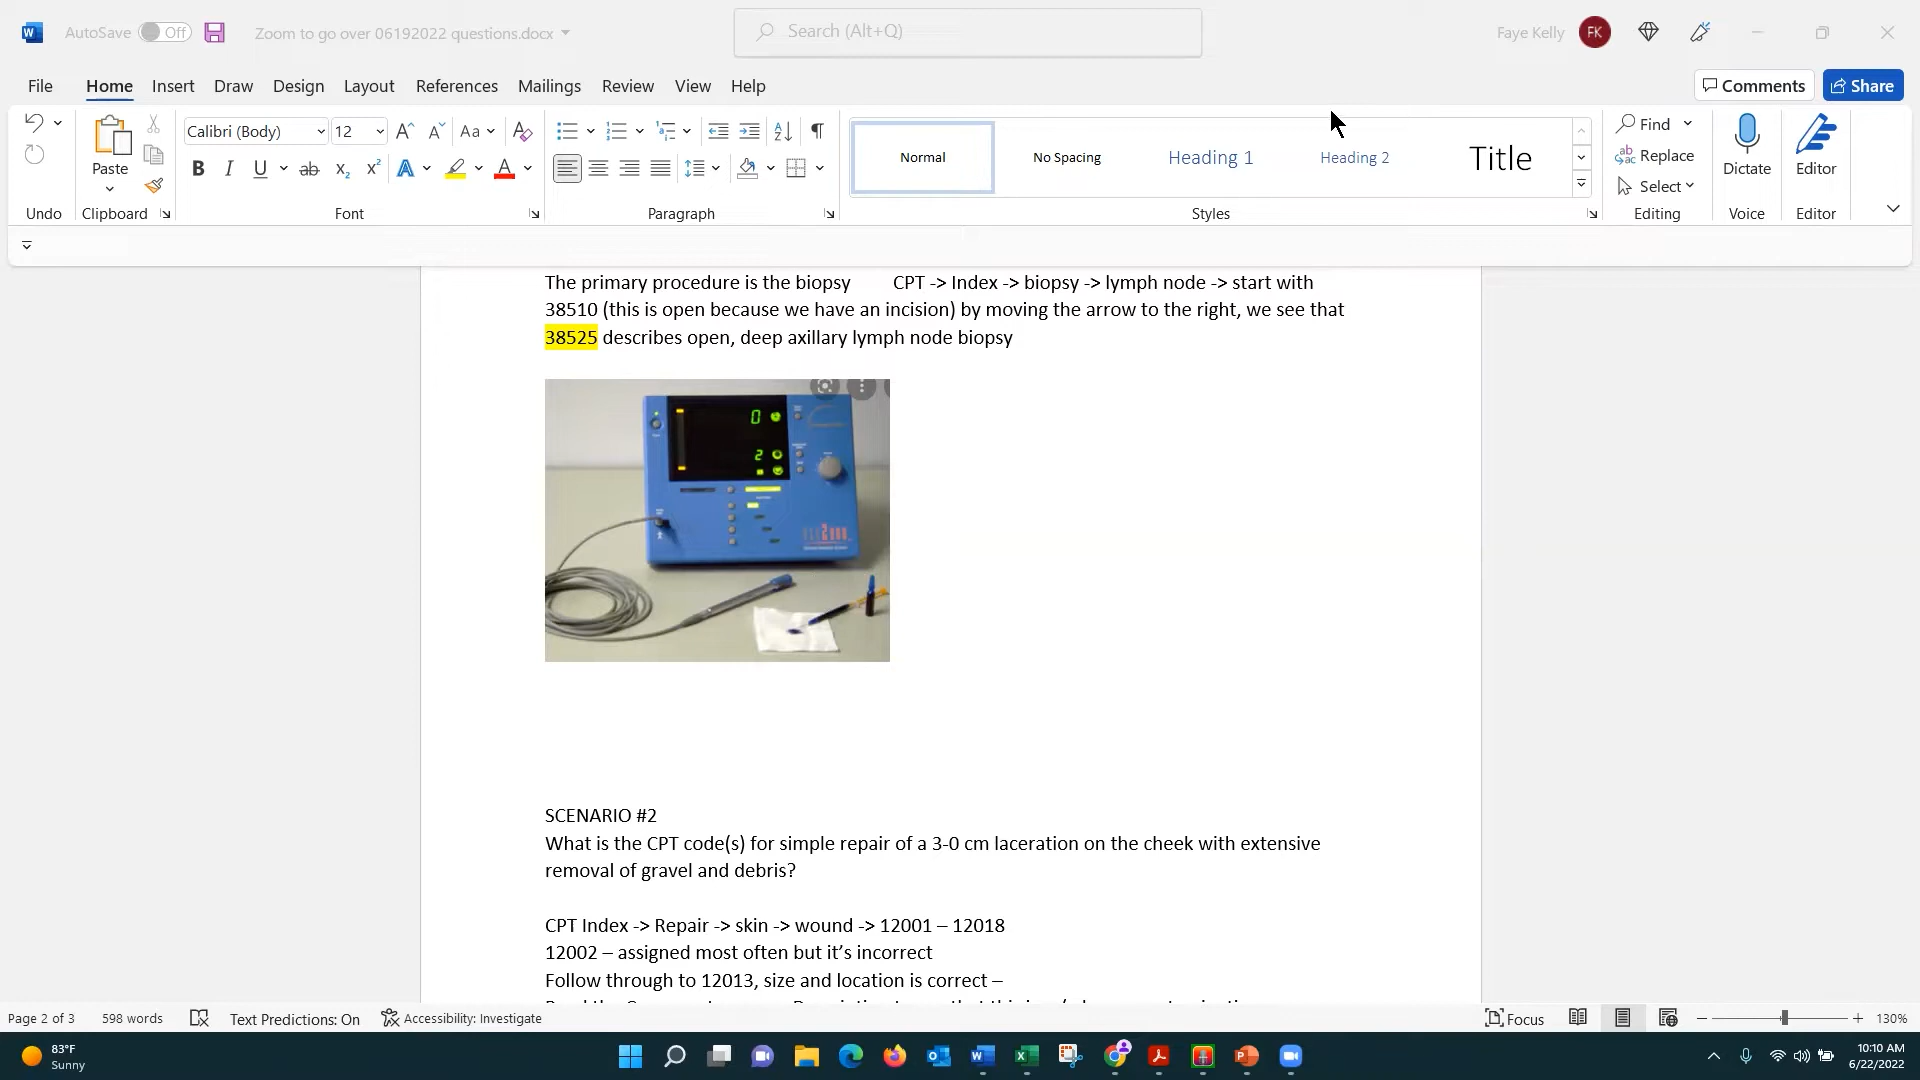 AutoSave Off Zoom to go over 06192022 questions.docx Search (Alt+Q) Faye Kelly FK
File Home Insert Draw Design Layout References Mailings Review View Help Comments Share
Calibri (Body) 12 Aa
Paste
Normal No Spacing Heading 1 Heading 2 Title
Find
Replace
Select
Dictate Editor
Undo Clipboard Font Paragraph Styles Editing Voice Editor
The primary procedure is the biopsy CPT -> Index -> biopsy -> lymph node -> start with
38510 (this is open because we have an incision) by moving the arrow to the right, we see that
38525 describes open, deep axillary lymph node biopsy
0
2
SCENARIO #2
What is the CPT code(s) for simple repair of a 3-0 cm laceration on the cheek with extensive
removal of gravel and debris?
CPT Index -> Repair -> skin -> wound -> 12001 – 12018
12002 – assigned most often but it’s incorrect
Follow through to 12013, size and location is correct –
Page 2 of 3 598 words Text Predictions: On Accessibility: Investigate Focus 130%
83°F
Sunny
10:10 AM
6/22/2022